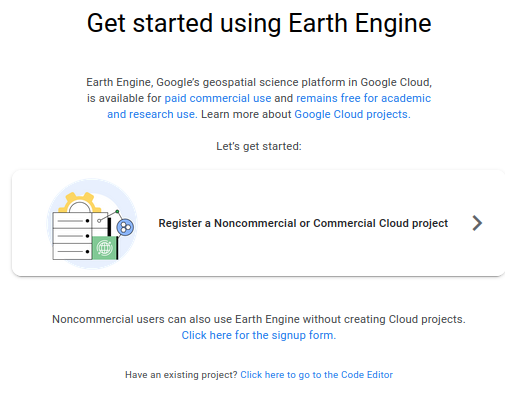 Get started using Earth Engine
Earth Engine, Google's geospatial science platform in Google Cloud,
is available for paid commercial use and remains free for academic
and research use. Learn more about Google Cloud projects.
Let's get started:
Register a Noncommercial or Commercial Cloud project
Noncommercial users can also use Earth Engine without creating Cloud projects.
Click here for the signup form.
Have an existing project? Click here to go to the Code Editor